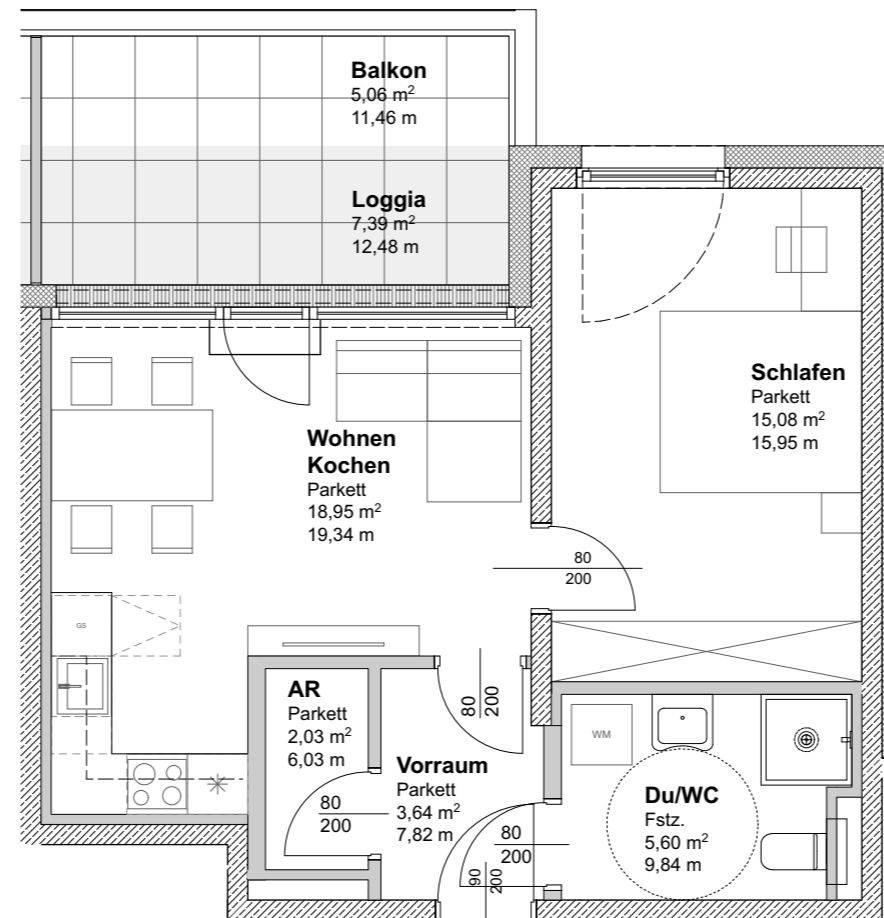 Balkon
5,06 m²
11,46 m
Loggia
7,39 m²
12,48 m
Schlafen
Parkett
15,08 m²
15,95 m
Wohnen
Kochen
Parkett
18,95 m²
19,34 m
80
200
GS
80
200
AR
Parkett
2,03 m²
6,03 m
80
200
Vorraum
Parkett
3,64 m²
7,82 m
WM
Du/WC
Fstz.
5,60 m²
9,84 m
80
200
90
200